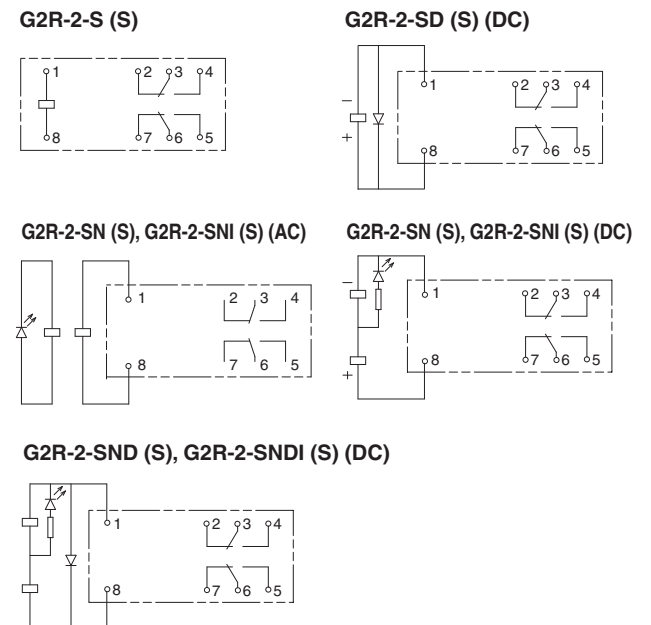 G2R-2-S (S)
G2R-2-SD (S) (DC)
1
2 3 4
8
7 6 5
−
+
1
2 3 4
8
7 6 5
G2R-2-SN (S), G2R-2-SNI (S) (AC)
G2R-2-SN (S), G2R-2-SNI (S) (DC)
1
2 3 4
8
7 6 5
−
+
1
2 3 4
8
7 6 5
G2R-2-SND (S), G2R-2-SNDI (S) (DC)
1
2 3 4
8
7 6 5